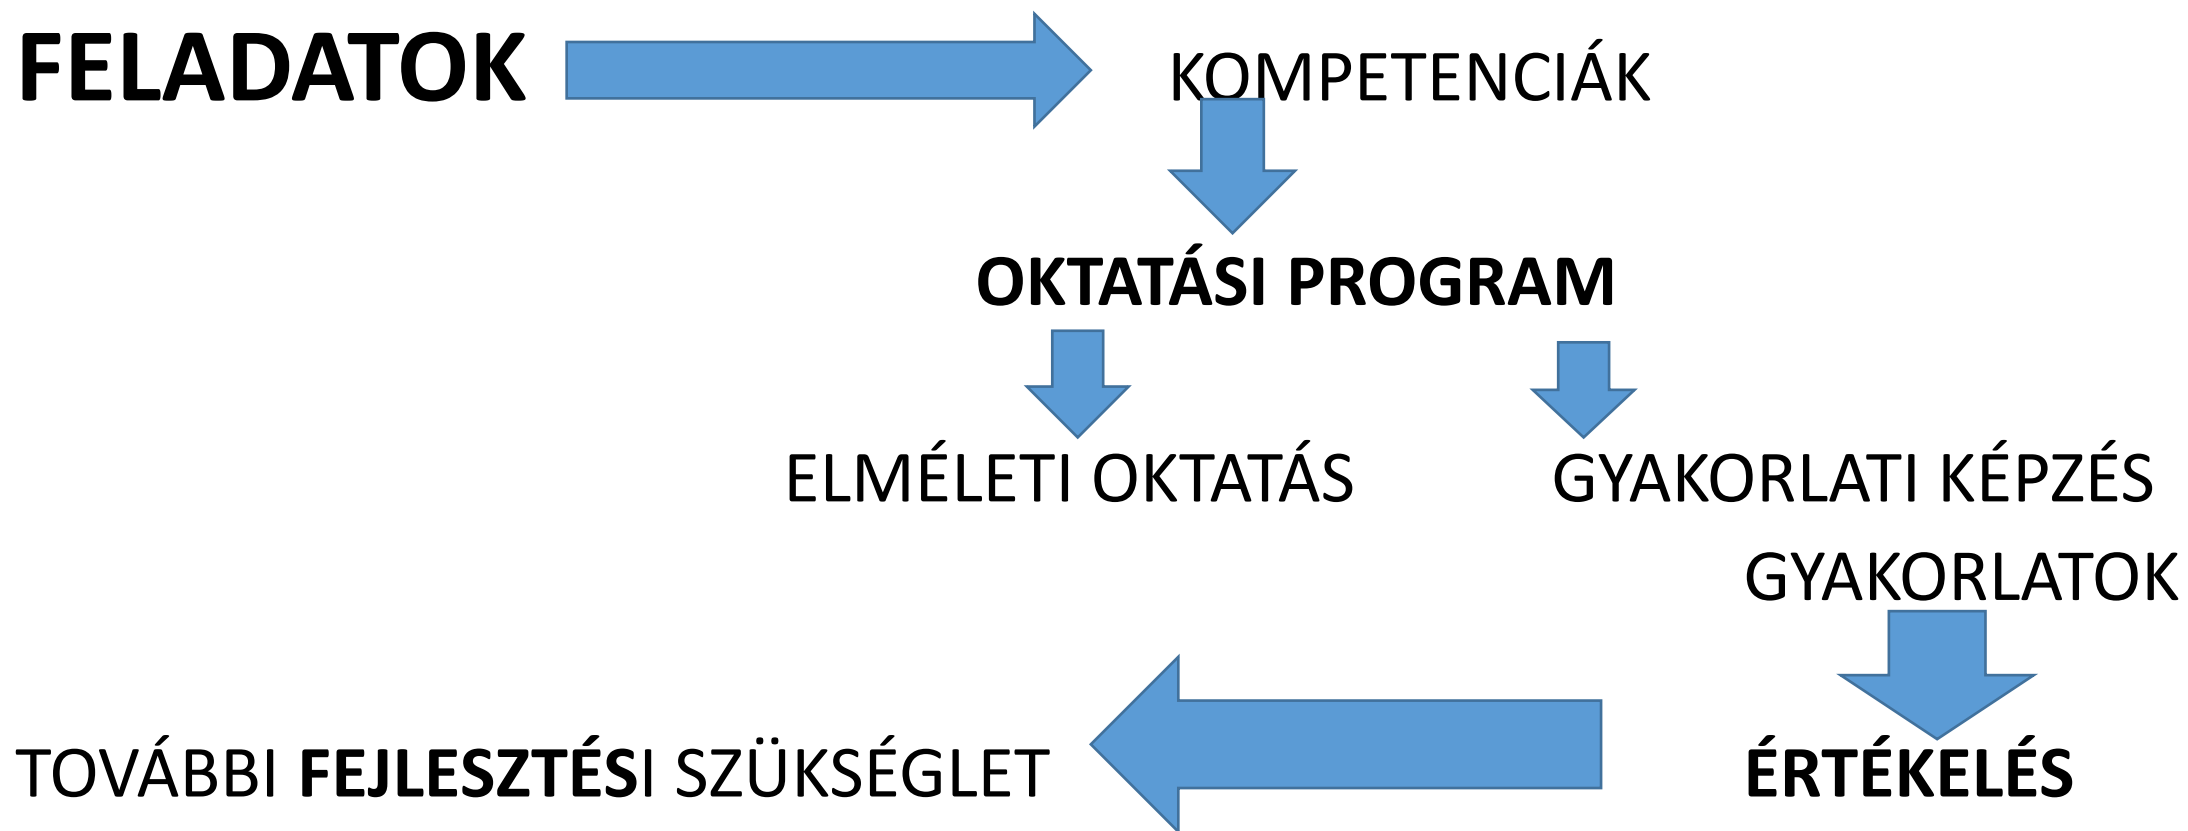 FELADATOK
KOMPETENCIÁK
OKTATÁSI PROGRAM
ELMÉLETI OKTATÁS
GYAKORLATI KÉPZÉS
GYAKORLATOK
ÉRTÉKELÉS
TOVÁBBI FEJLESZTÉSI SZÜKSÉGLET